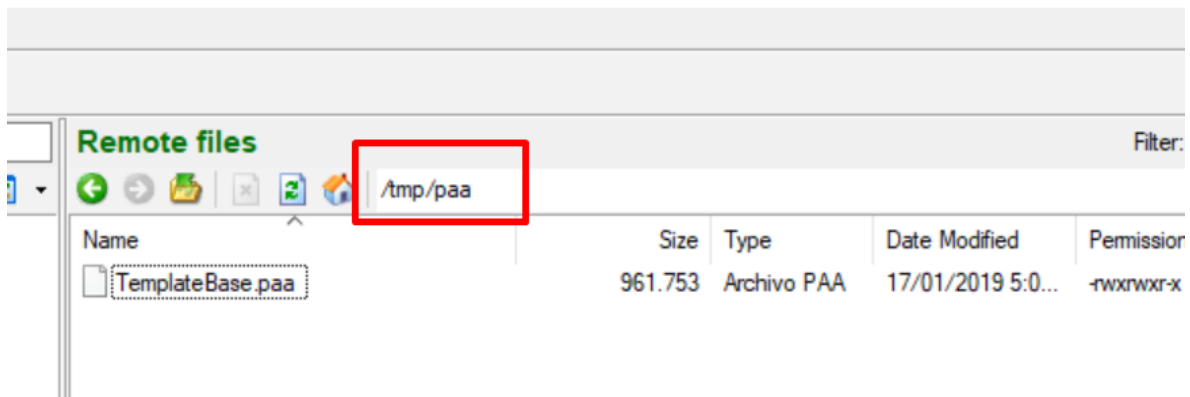 Remote files
Filter:
/tmp/paa
Name Size Type Date Modified Permission
TemplateBase.paa 961.753 Archivo PAA 17/01/2019 5:0... -rwxrwxr-x